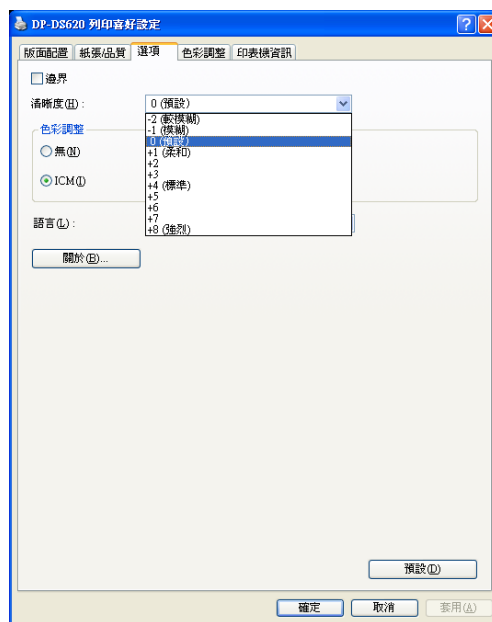 DP-DS620 列印喜好設定
版面配置 紙張/品質 選項 色彩調整 印表機資訊
邊界
清晰度(H) : 0 (預設)
-2 (較模糊)
-1 (模糊)
0 (預設)
+1 (柔和)
+2
+3
+4 (標準)
+5
+6
+7
+8 (強烈)
色彩調整
無(N)
ICM(I)
語言(L) :
關於(B)...
預設(D)
確定 取消 套用(A)